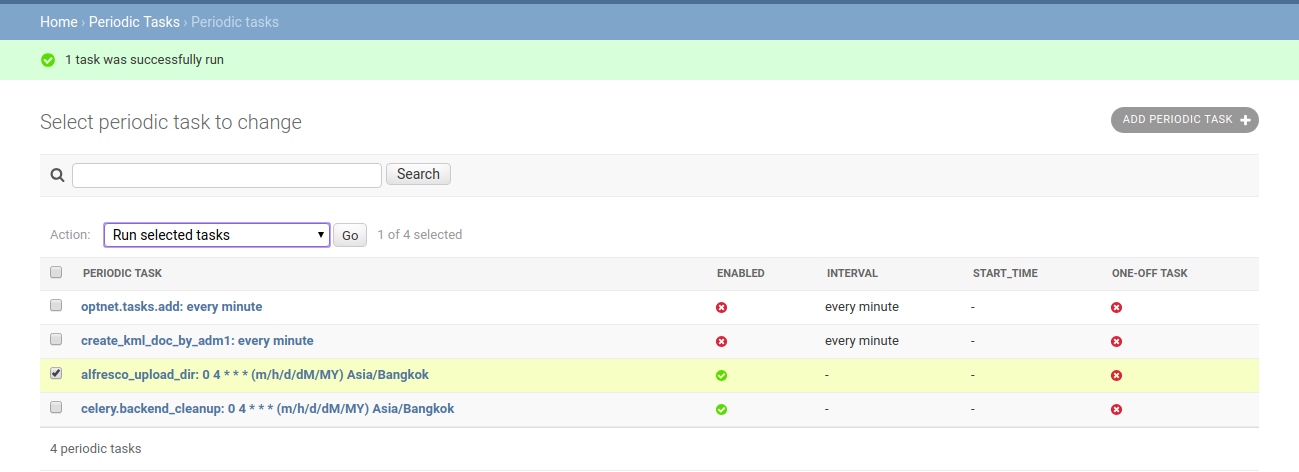 Home › Periodic Tasks › Periodic tasks
1 task was successfully run
Select periodic task to change
ADD PERIODIC TASK +
Search
Action: Run selected tasks Go 1 of 4 selected
PERIODIC TASK ENABLED INTERVAL START_TIME ONE-OFF TASK
optnet.tasks.add: every minute every minute -
create_kml_doc_by_adm1: every minute every minute -
alfresco_upload_dir: 0 4 * * * (m/h/d/dM/MY) Asia/Bangkok - -
celery.backend_cleanup: 0 4 * * * (m/h/d/dM/MY) Asia/Bangkok - -
4 periodic tasks